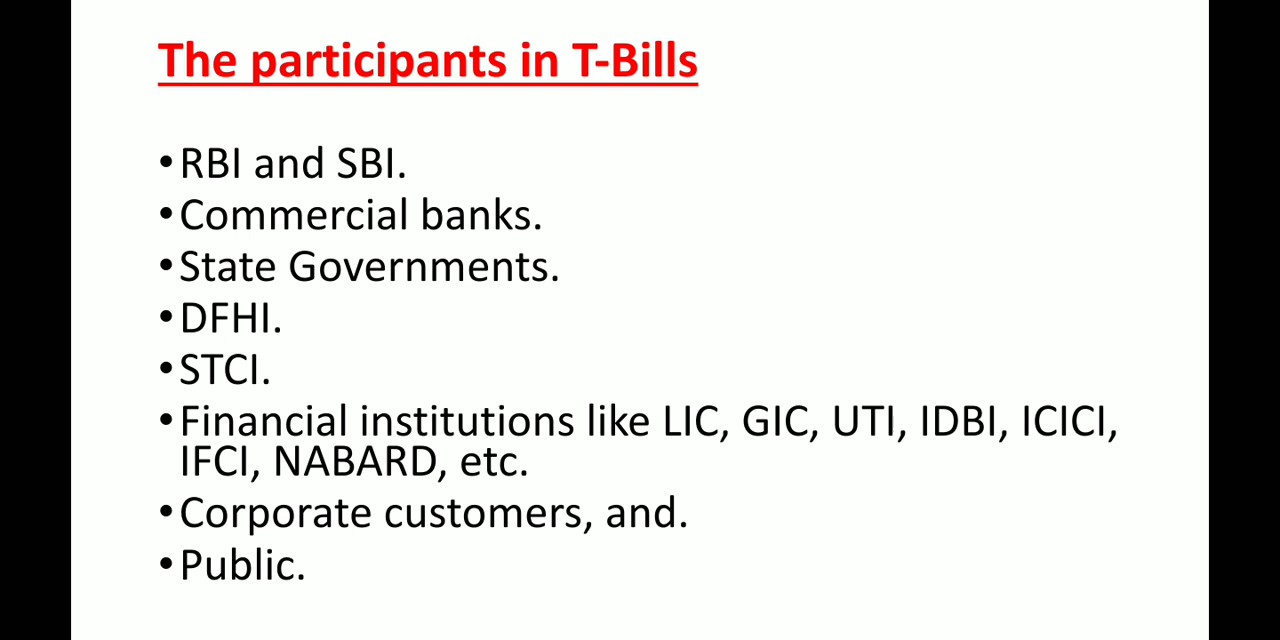 The participants in T-Bills
•RBI and SBI.
•Commercial banks.
•State Governments.
•DFHI.
•STCI.
•Financial institutions like LIC, GIC, UTI, IDBI, ICICI,
IFCI, NABARD, etc.
•Corporate customers, and.
•Public.